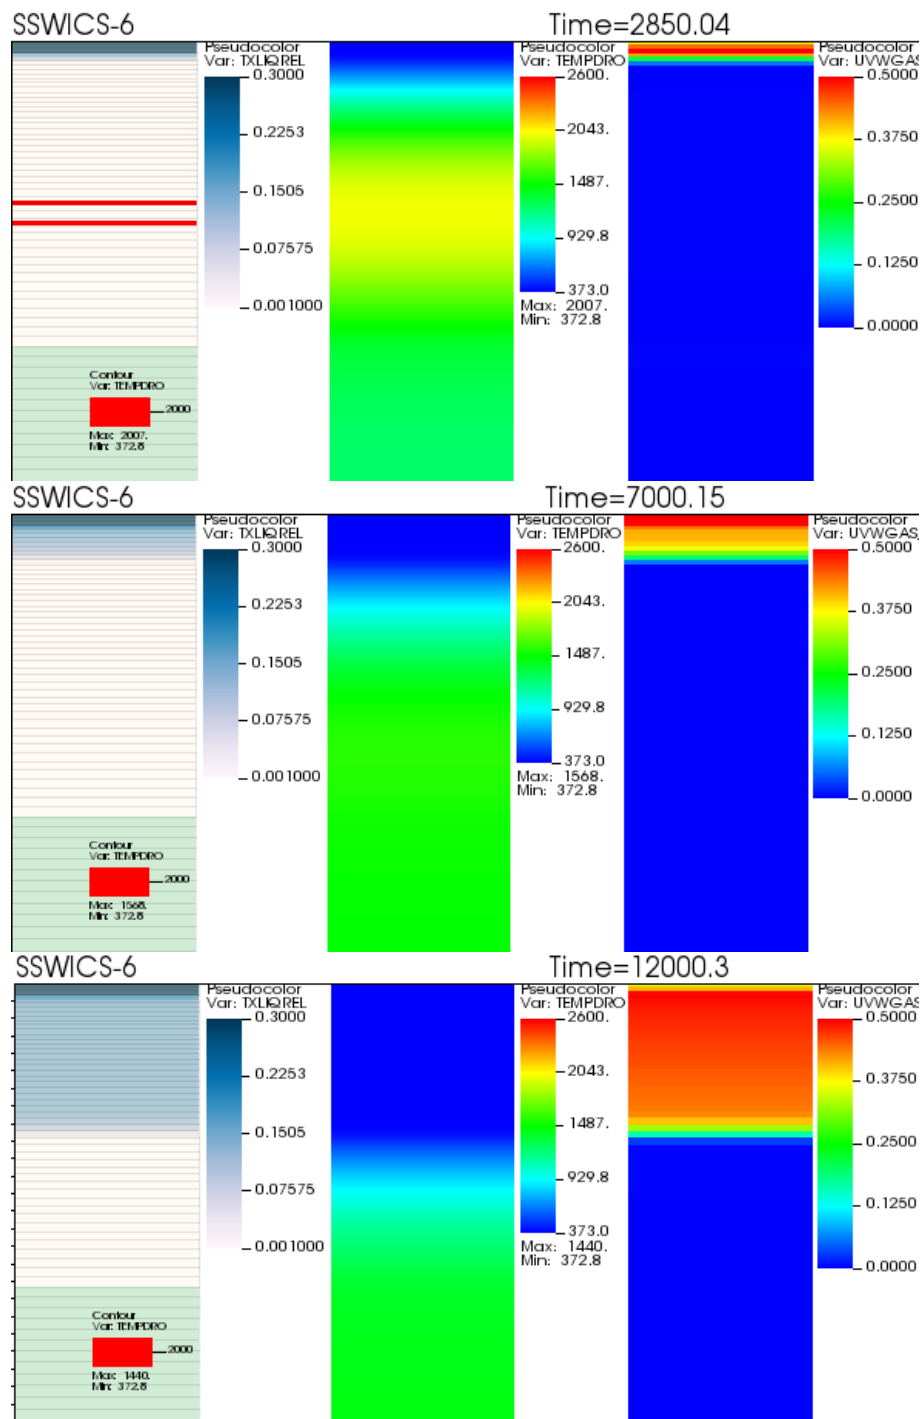 SSWICS-6 Time=2850.04
Pseudocolor
Var: TXLIQREL
0.3000
0.2253
0.1505
0.07575
0.001000
Contour
Var: TEMPDRO
2000
Max: 2007.
Min: 372.8
Pseudocolor
Var: TEMPDRO
2600.
2043.
1487.
929.8
373.0
Max: 2007.
Min: 372.8
Pseudocolor
Var: UVWGAS_
0.5000
0.3750
0.2500
0.1250
0.0000
SSWICS-6 Time=7000.15
Pseudocolor
Var: TXLIQREL
0.3000
0.2253
0.1505
0.07575
0.001000
Contour
Var: TEMPDRO
2000
Max: 1568.
Min: 372.8
Pseudocolor
Var: TEMPDRO
2600.
2043.
1487.
929.8
373.0
Max: 1568.
Min: 372.8
Pseudocolor
Var: UVWGAS_
0.5000
0.3750
0.2500
0.1250
0.0000
SSWICS-6 Time=12000.3
Pseudocolor
Var: TXLIQREL
0.3000
0.2253
0.1505
0.07575
0.001000
Contour
Var: TEMPDRO
2000
Max: 1440.
Min: 372.8
Pseudocolor
Var: TEMPDRO
2600.
2043.
1487.
929.8
373.0
Max: 1440.
Min: 372.8
Pseudocolor
Var: UVWGAS_
0.5000
0.3750
0.2500
0.1250
0.0000